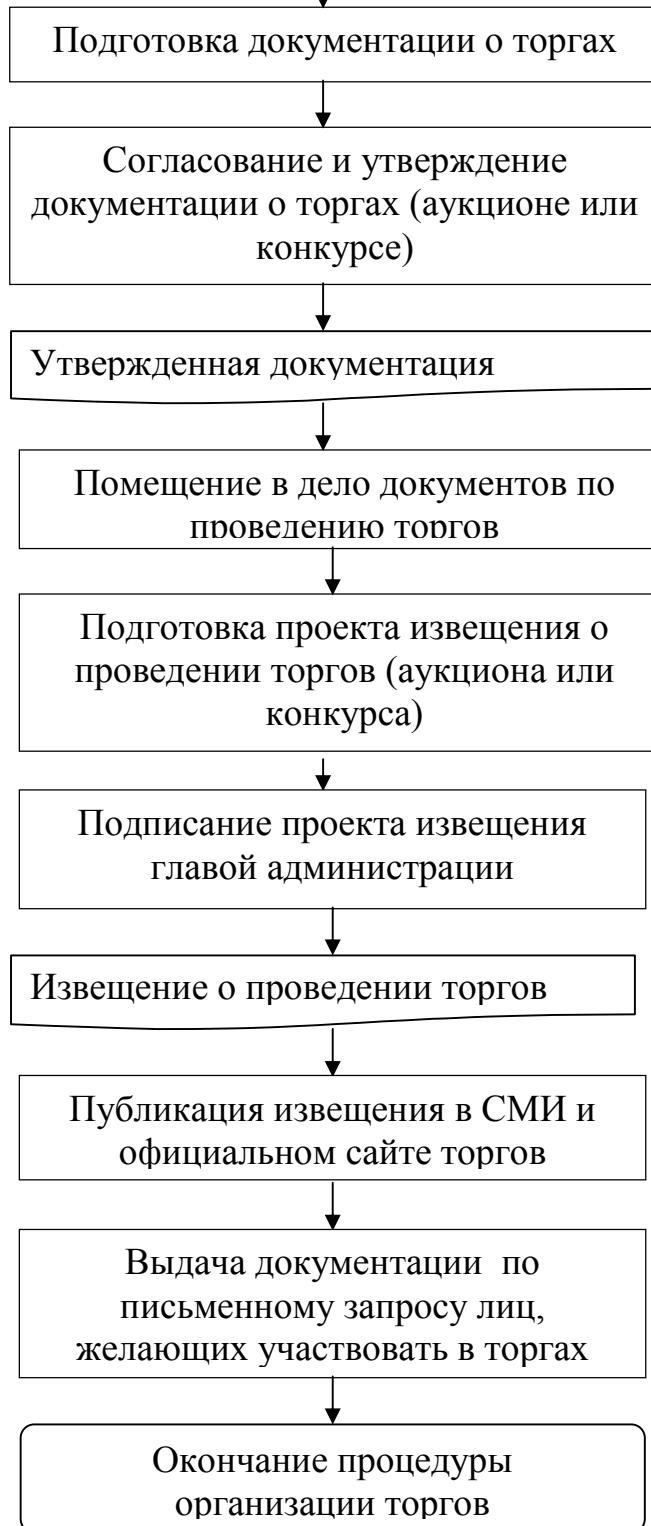 Подготовка документации о торгах
Согласование и утверждение
документации о торгах (аукционе или
конкурсе)
Утвержденная документация
Помещение в дело документов по
проведению торгов
Подготовка проекта извещения о
проведении торгов (аукциона или
конкурса)
Подписание проекта извещения
главой администрации
Извещение о проведении торгов
Публикация извещения в СМИ и
официальном сайте торгов
Выдача документации по
письменному запросу лиц,
желающих участвовать в торгах
Окончание процедуры
организации торгов